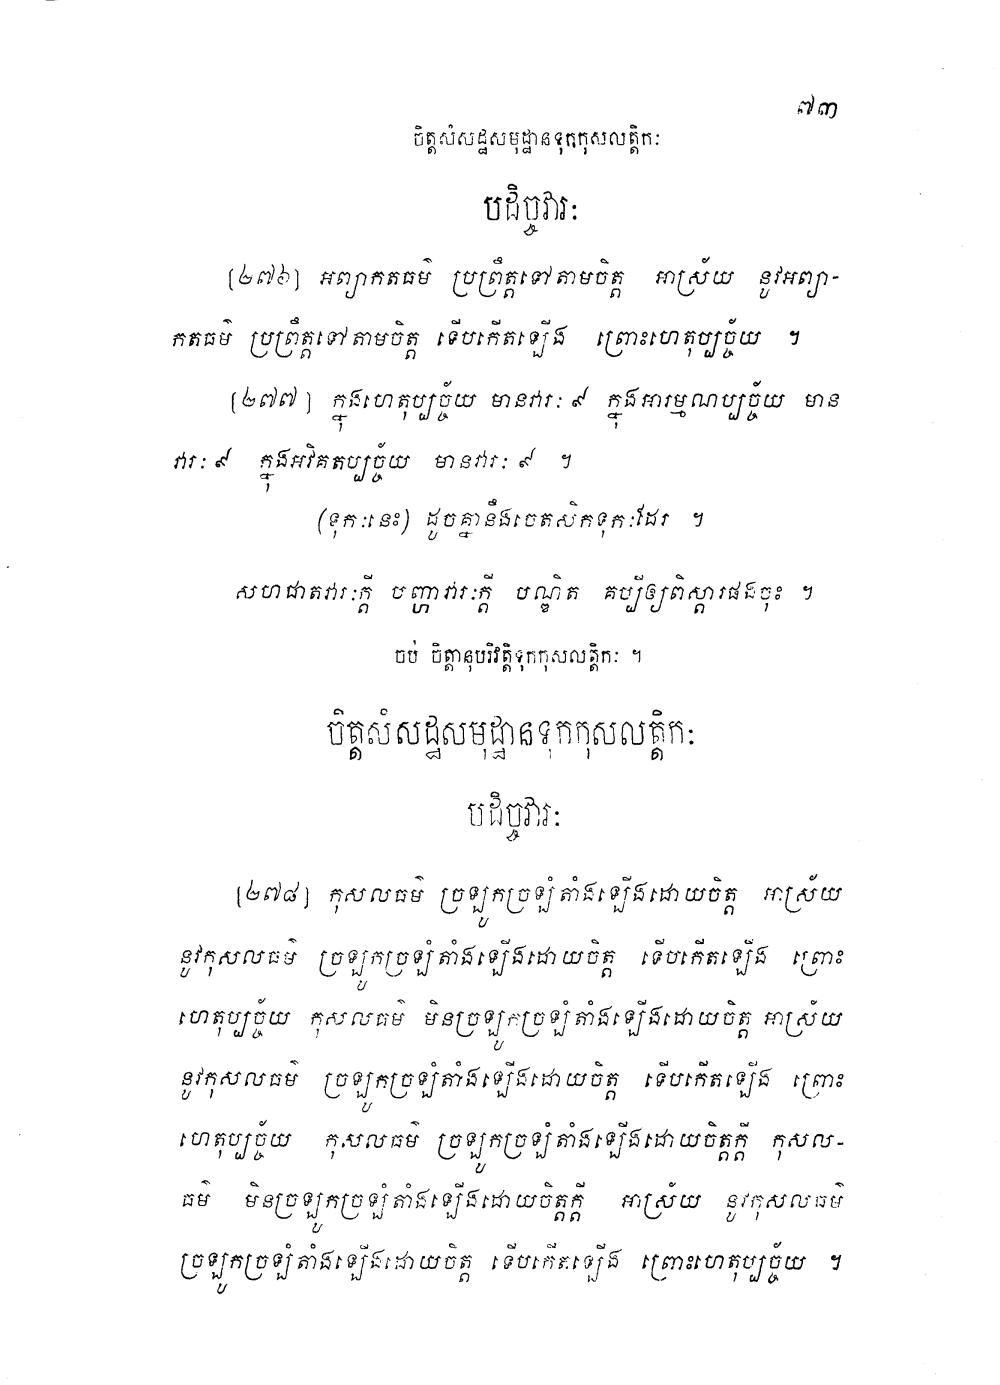 ៧៣
ចិត្តសំសដ្ឋសមុដ្ឋានទុកកុសលត្តិកៈ
បដិច្ចវារៈ
[២៧៦] អព្យាកតធម៌ ប្រព្រឹត្តទៅតាមចិត្ត អាស្រ័យ នូវអព្យា-
កតធម៌ ប្រព្រឹត្តទៅតាមចិត្ត ទើបកើតឡើង ព្រោះហេតុប្បច្ច័យ ។
[២៧៧] ក្នុងហេតុប្បច្ច័យ មានវារៈ ៩ ក្នុងអារម្មណប្បច្ច័យ មាន
វារៈ ៩ ក្នុងអវិគតប្បច្ច័យ មានវារៈ ៩ ។
(ទុកៈនេះ) ដូចគ្នានឹងចេតសិកទុកៈដែរ ។
សហជាតវារៈក្តី បញ្ហាវារៈក្តី បណ្ឌិត គប្បីឲ្យពិស្តារផងចុះ ។
ចប់ ចិត្តានុបរិវត្តិទុកកុសលត្តិកៈ ។
ចិត្តសំសដ្ឋសមុដ្ឋានទុកកុសលត្តិកៈ
បដិច្ចវារៈ
[២៧៨] កុសលធម៌ ច្រឡូកច្រឡំតាំងឡើងដោយចិត្ត អាស្រ័យ
នូវកុសលធម៌ ច្រឡូកច្រឡំតាំងឡើងដោយចិត្ត ទើបកើតឡើង ព្រោះ
ហេតុប្បច្ច័យ កុសលធម៌ មិនច្រឡូកច្រឡំតាំងឡើងដោយចិត្ត អាស្រ័យ
នូវកុសលធម៌ ច្រឡូកច្រឡំតាំងឡើងដោយចិត្ត ទើបកើតឡើង ព្រោះ
ហេតុប្បច្ច័យ កុសលធម៌ ច្រឡូកច្រឡំតាំងឡើងដោយចិត្តក្តី កុសល-
ធម៌ មិនច្រឡូកច្រឡំតាំងឡើងដោយចិត្តក្តី អាស្រ័យ នូវកុសលធម៌
ច្រឡូកច្រឡំតាំងឡើងដោយចិត្ត ទើបកើតឡើង ព្រោះហេតុប្បច្ច័យ ។